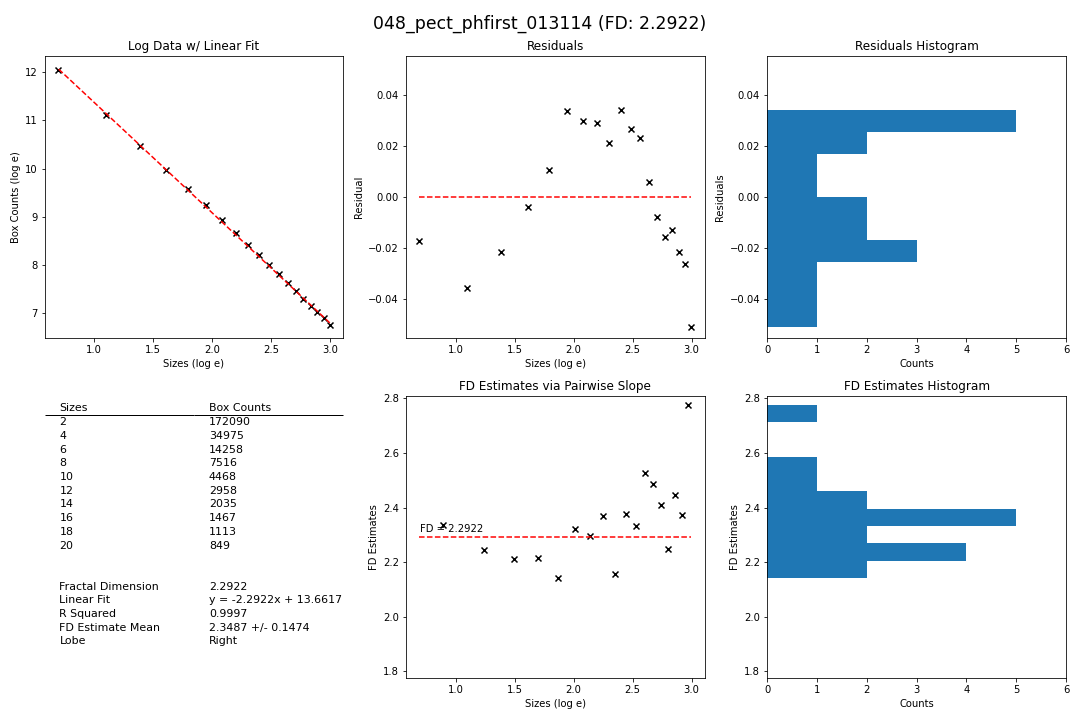 048_pect_phfirst_013114 (FD: 2.2922)
Log Data w/ Linear Fit
Box Counts (log e)
12
11
10
9
8
7
1.0 1.5 2.0 2.5 3.0
Sizes (log e)
Residuals
Residual
0.04
0.02
0.00
−0.02
−0.04
1.0 1.5 2.0 2.5 3.0
Sizes (log e)
Residuals Histogram
Residuals
0.04
0.02
0.00
−0.02
−0.04
0 1 2 3 4 5 6
Counts
Sizes Box Counts
2 172090
4 34975
6 14258
8 7516
10 4468
12 2958
14 2035
16 1467
18 1113
20 849
Fractal Dimension 2.2922
Linear Fit y = -2.2922x + 13.6617
R Squared 0.9997
FD Estimate Mean 2.3487 +/- 0.1474
Lobe Right
FD Estimates via Pairwise Slope
FD Estimates
2.8
2.6
2.4
2.2
2.0
1.8
FD = 2.2922
1.0 1.5 2.0 2.5 3.0
Sizes (log e)
FD Estimates Histogram
FD Estimates
2.8
2.6
2.4
2.2
2.0
1.8
0 1 2 3 4 5 6
Counts